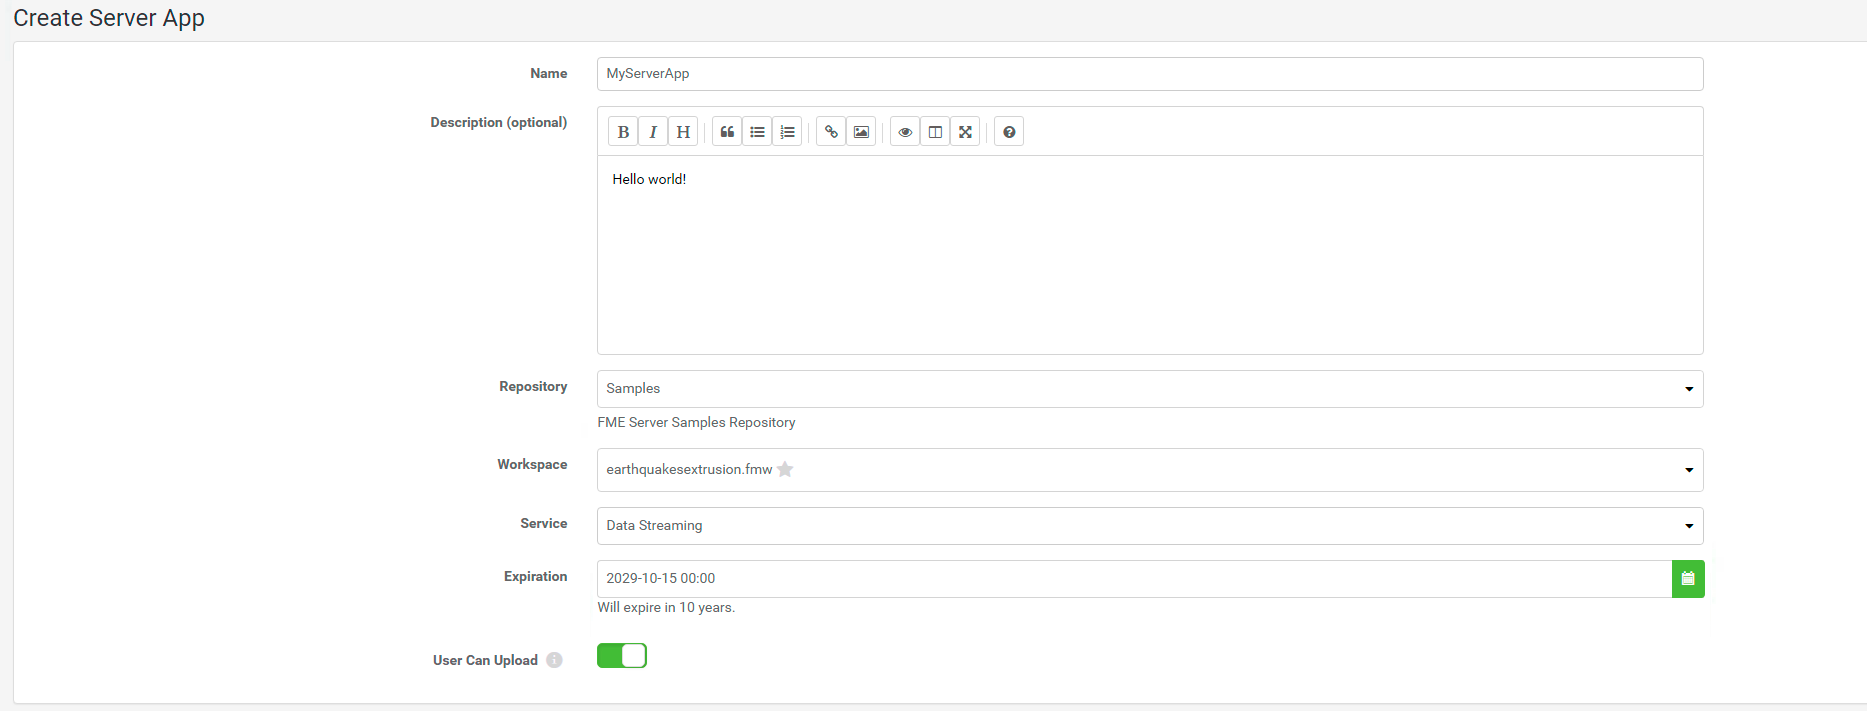 Create Server App
Name
MyServerApp
Description (optional)
B I H
Hello world!
Repository
Samples
FME Server Samples Repository
Workspace
earthquakesextrusion.fmw
Service
Data Streaming
Expiration
2029-10-15 00:00
Will expire in 10 years.
User Can Upload